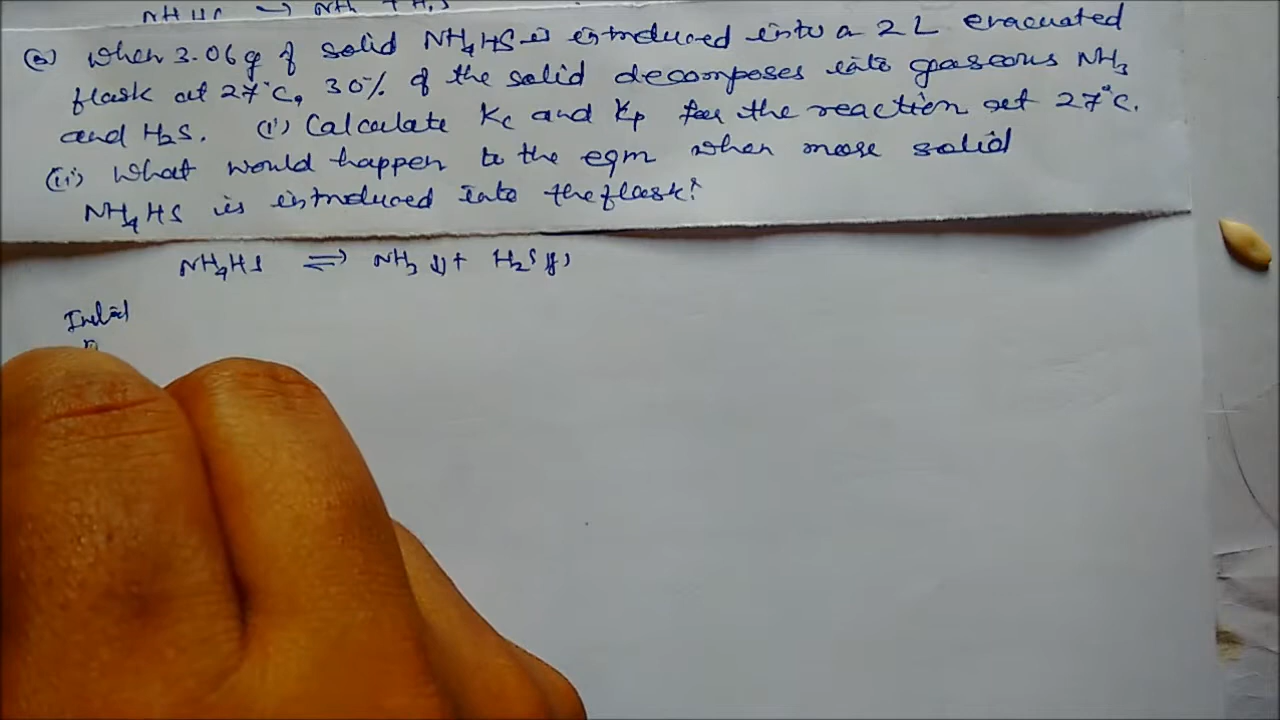 (Q) When 3.06g of solid NH₄HS is introduced into a 2L evacuated
flask at 27°C, 30% of the solid decomposes into gaseous NH₃
and H₂S. (i) Calculate Kc and Kp for the reaction at 27°C.
(ii) What would happen to the eqm when more solid
NH₄HS is introduced into the flask?
NH₄HS ⇌ NH₃(g) + H₂S(g)
Initial
n